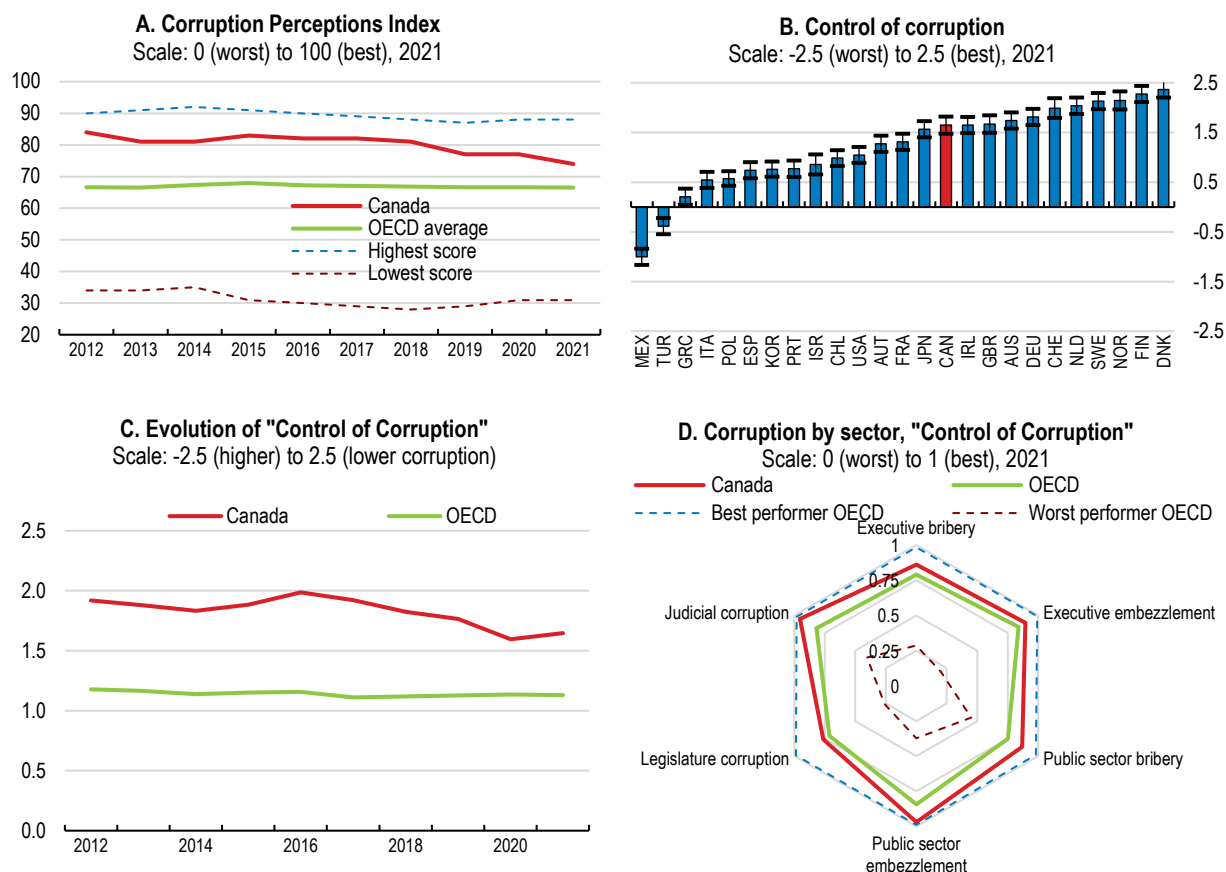 A. Corruption Perceptions Index
Scale: 0 (worst) to 100 (best), 2021
100
90
80
70
60
50
40
30
20
Canada
OECD average
Highest score
Lowest score
2012 2013 2014 2015 2016 2017 2018 2019 2020 2021
B. Control of corruption
Scale: -2.5 (worst) to 2.5 (best), 2021
2.5
1.5
0.5
-0.5
-1.5
-2.5
MEX TUR GRC ITA POL ESP KOR PRT ISR CHL USA AUT FRA JPN CAN IRL GBR AUS DEU CHE NLD SWE NOR FIN DNK
C. Evolution of "Control of Corruption"
Scale: -2.5 (higher) to 2.5 (lower corruption)
Canada OECD
2.5
2.0
1.5
1.0
0.5
0.0
2012 2014 2016 2018 2020
D. Corruption by sector, "Control of Corruption"
Scale: 0 (worst) to 1 (best), 2021
Canada OECD
Best performer OECD Worst performer OECD
Executive bribery
1
0.75
Judicial corruption 0.5 Executive embezzlement
0.25
0
Legislature corruption Public sector bribery
Public sector
embezzlement